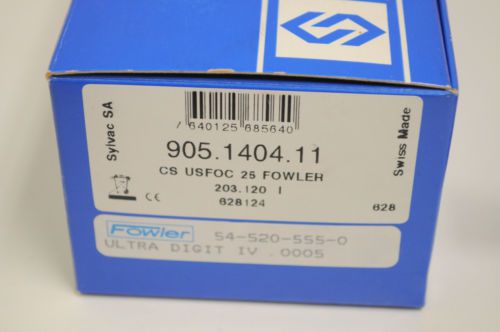 Sylvac SA
7640125 685640
905.1404.11
CS USFOC 25 FOWLER
203.120 I
628124
CE
Swiss Made
628
Fowler 54-520-555-0
ULTRA DIGIT IV .0005